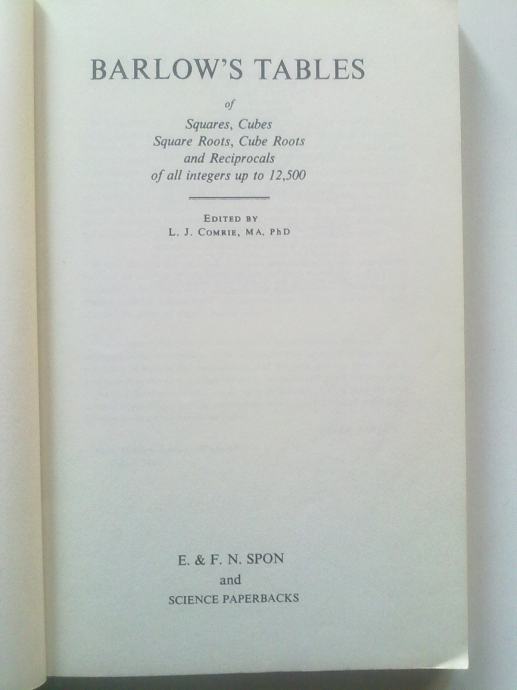 BARLOW'S TABLES
of
Squares, Cubes
Square Roots, Cube Roots
and Reciprocals
of all integers up to 12,500
EDITED BY
L. J. COMRIE, MA, PhD
E. & F. N. SPON
and
SCIENCE PAPERBACKS